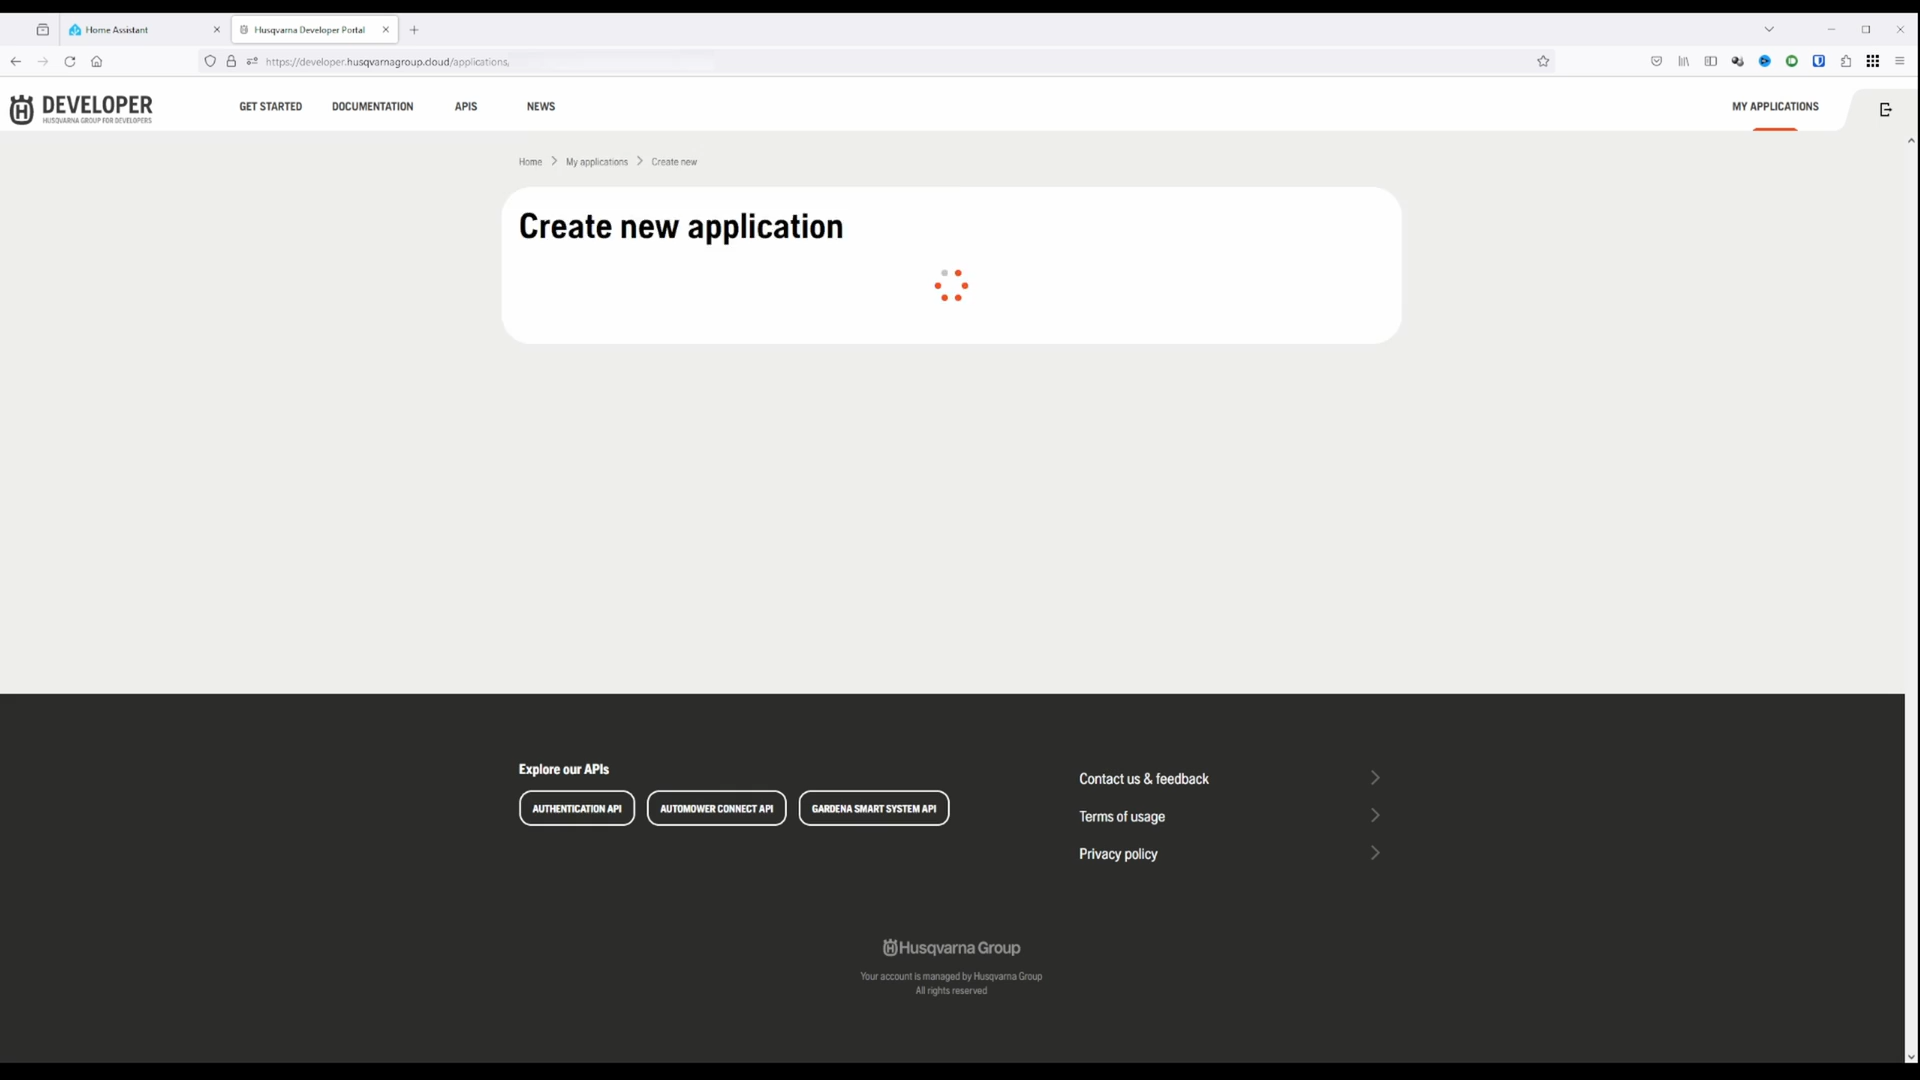 Home Assistant
Husqvarna Developer Portal
https://developer.husqvarnagroup.cloud/applications,
DEVELOPER
HUSQVARNA GROUP FOR DEVELOPERS
GET STARTED
DOCUMENTATION
APIS
NEWS
MY APPLICATIONS
Home
My applications
Create new
Create new application
Explore our APIs
AUTHENTICATION API
AUTOMOWER CONNECT API
GARDENA SMART SYSTEM API
Contact us & feedback
Terms of usage
Privacy policy
Husqvarna Group
Your account is managed by Husqvarna Group
All rights reserved